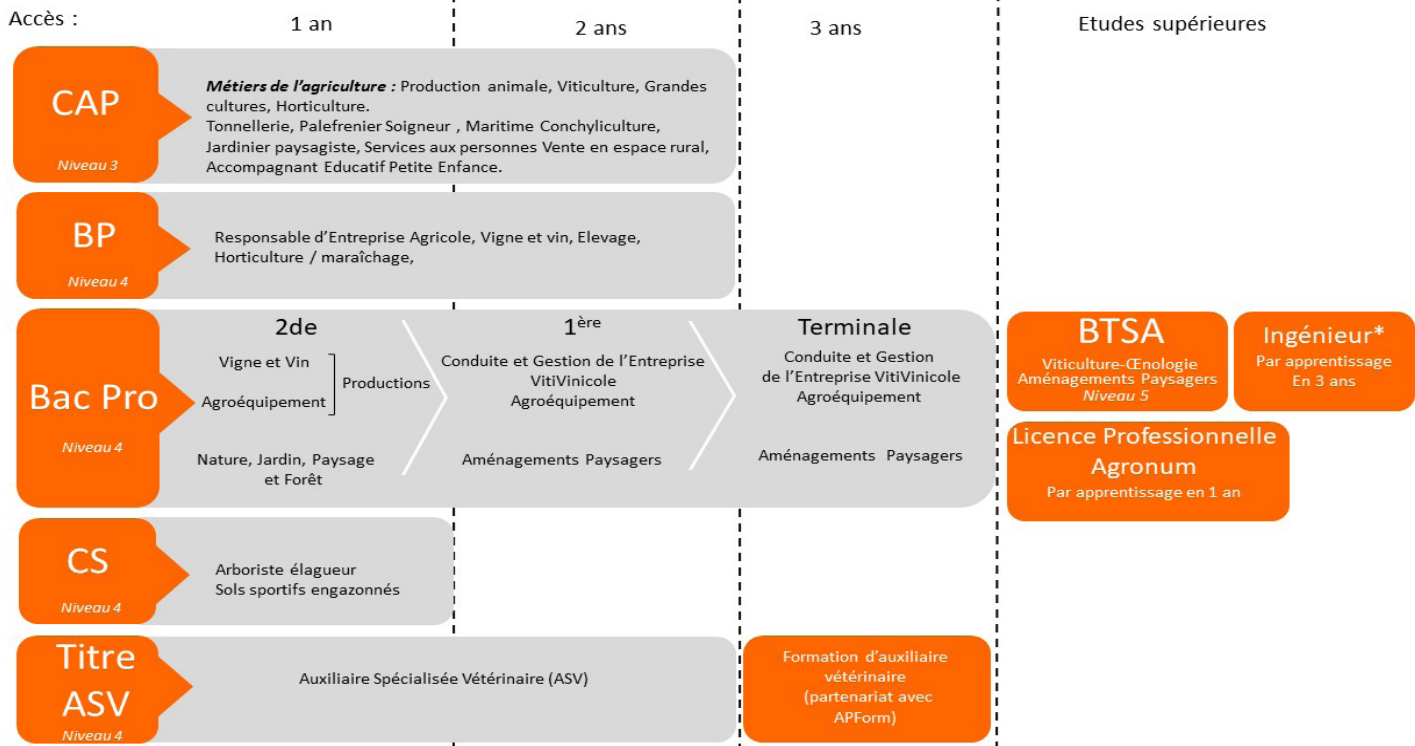 Accès :
1 an
2 ans
3 ans
Etudes supérieures
CAP
Niveau 3
Métiers de l’agriculture : Production animale, Viticulture, Grandes
cultures, Horticulture.
Tonnellerie, Palefrenier Soigneur , Maritime Conchyliculture,
Jardinier paysagiste, Services aux personnes Vente en espace rural,
Accompagnant Educatif Petite Enfance.
BP
Niveau 4
Responsable d’Entreprise Agricole, Vigne et vin, Elevage,
Horticulture / maraîchage,
Bac Pro
Niveau 4
2de
Vigne et Vin
Agroéquipement
Productions
Nature, Jardin, Paysage
et Forêt
1ère
Conduite et Gestion de l’Entreprise
VitiVinicole
Agroéquipement
Aménagements Paysagers
Terminale
Conduite et Gestion
de l’Entreprise VitiVinicole
Agroéquipement
Aménagements Paysagers
BTSA
Viticulture-Œnologie
Aménagements Paysagers
Niveau 5
Ingénieur*
Par apprentissage
En 3 ans
Licence Professionnelle
Agronum
Par apprentissage en 1 an
CS
Niveau 4
Arboriste élagueur
Sols sportifs engazonnés
Titre
ASV
Niveau 4
Auxiliaire Spécialisée Vétérinaire (ASV)
Formation d’auxiliaire
vétérinaire
(partenariat avec
APForm)